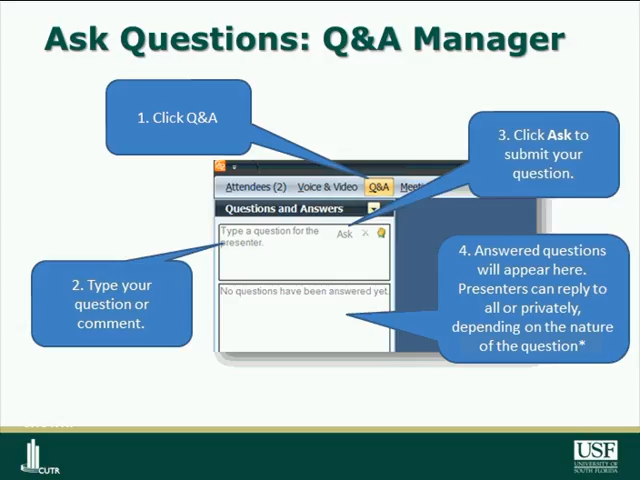 Ask Questions: Q&A Manager
1. Click Q&A
3. Click Ask to
submit your
question.
Attendees (2) Voice & Video Q&A
Questions and Answers
Type a question for the
presenter.
Ask
2. Type your
question or
comment.
No questions have been answered yet.
4. Answered questions
will appear here.
Presenters can reply to
all or privately,
depending on the nature
of the question*
CUTR
USF
UNIVERSITY OF
SOUTH FLORIDA